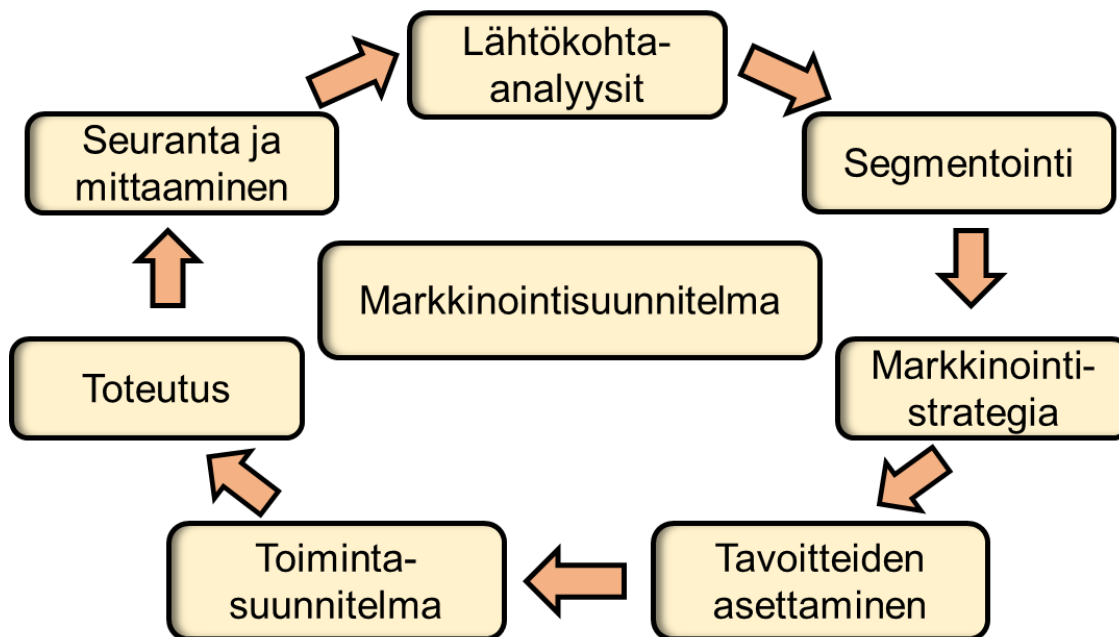 Lähtökohta-
analyysit
Segmentointi
Markkinointi-
strategia
Tavoitteiden
asettaminen
Toiminta-
suunnitelma
Toteutus
Seuranta ja
mittaaminen
Markkinointisuunnitelma